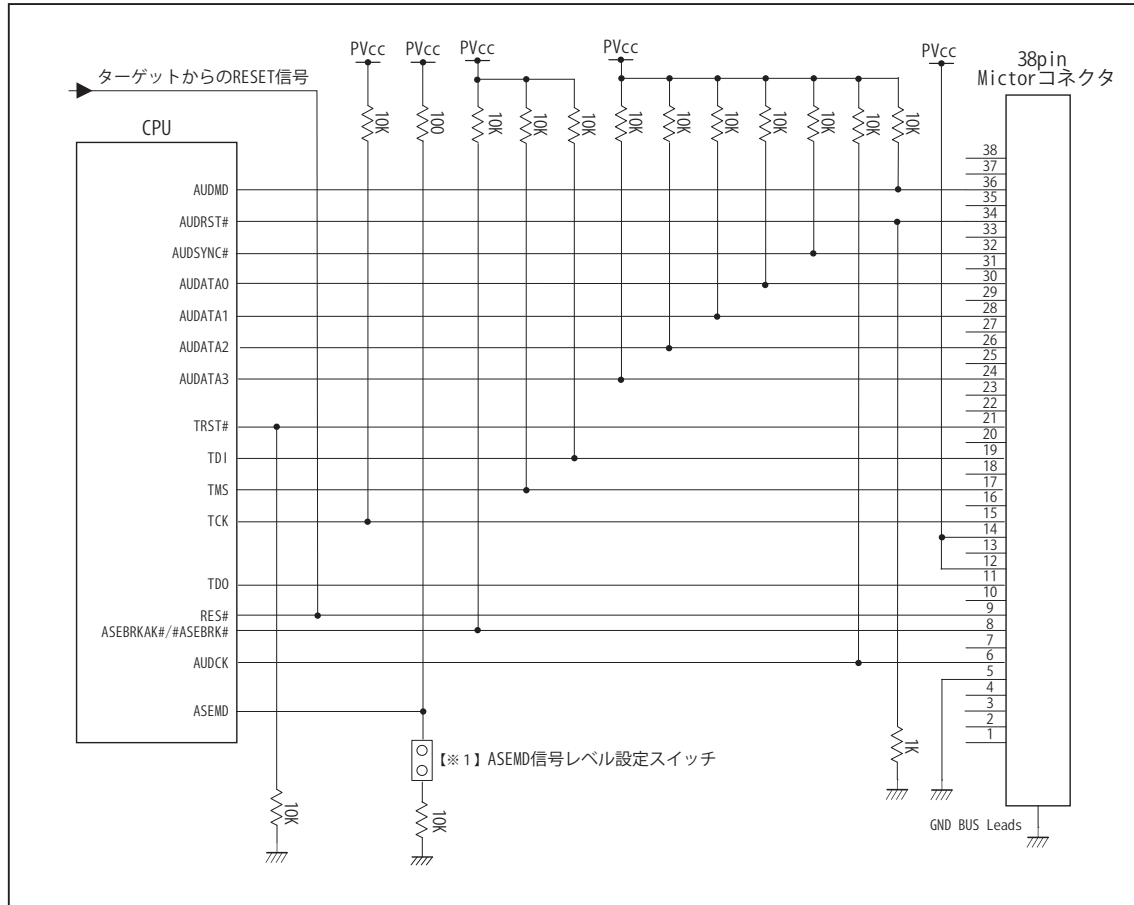 PVcc PVcc PVcc PVcc PVcc
38pin
Mictorコネクタ
ターゲットからのRESET信号
CPU
10K 100 10K 10K 10K 10K 10K 10K 10K 10K 10K 10K
AUDMD
AUDRST#
AUDSYNC#
AUDATA0
AUDATA1
AUDATA2
AUDATA3
TRST#
TDI
TMS
TCK
TDO
RES#
ASEBRKAK#/#ASEBRK#
AUDCK
ASEMD
38
37
36
35
34
33
32
31
30
29
28
27
26
25
24
23
22
21
20
19
18
17
16
15
14
13
12
11
10
9
8
7
6
5
4
3
2
1
【※1】ASEMD信号レベル設定スイッチ
1K
10K
10K
GND BUS Leads